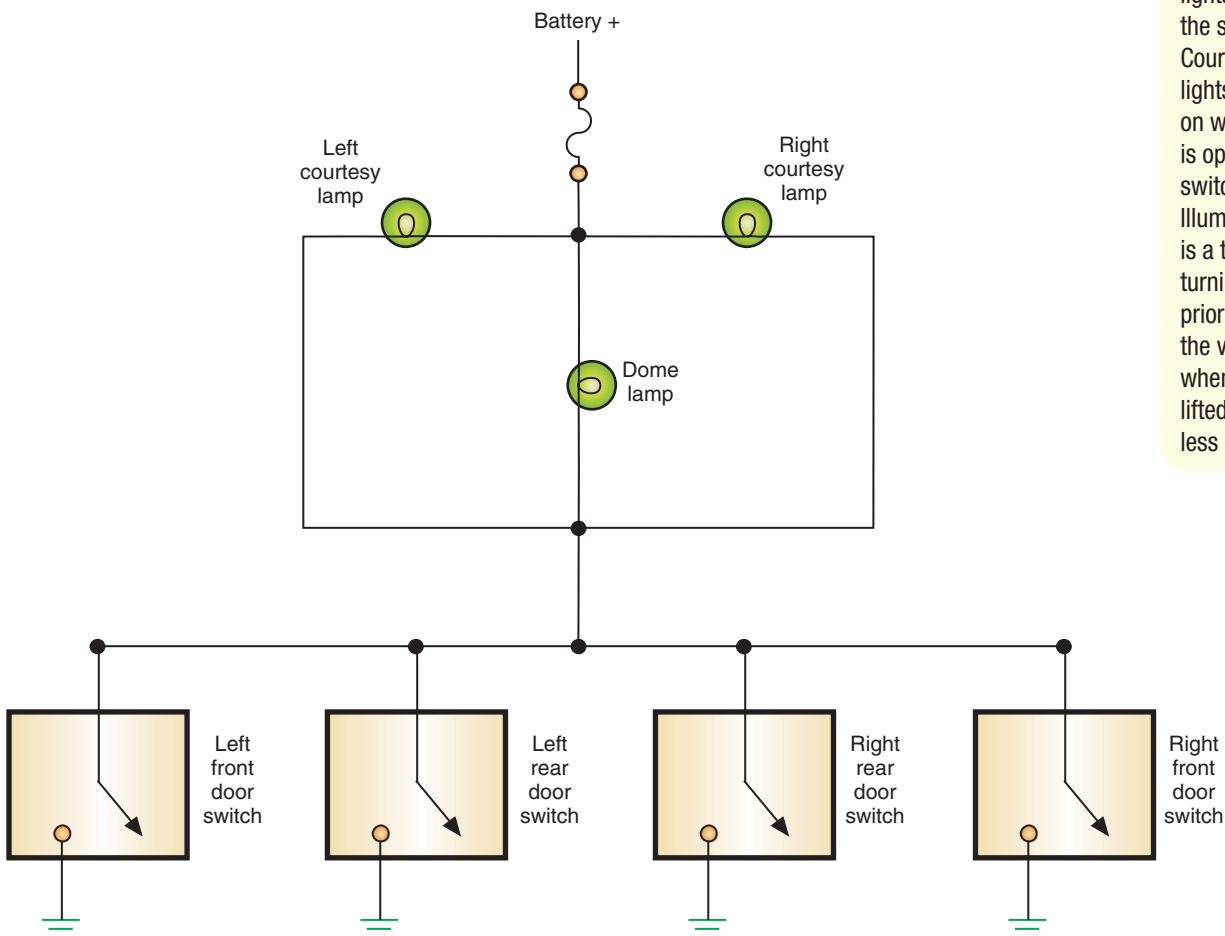 Battery +
Left
courtesy
lamp
Right
courtesy
lamp
Dome
lamp
Left
front
door
switch
Left
rear
door
switch
Right
rear
door
switch
Right
front
door
switch
lights
the s
Cour
lights
on w
is op
switc
Illum
is a t
turni
prior
the v
when
lifted
less